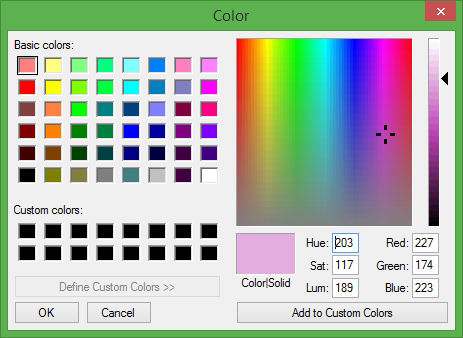 Color
Basic colors:
Custom colors:
Define Custom Colors >>
OK Cancel
Color|Solid
Hue: 203 Red: 227
Sat: 117 Green: 174
Lum: 189 Blue: 223
Add to Custom Colors